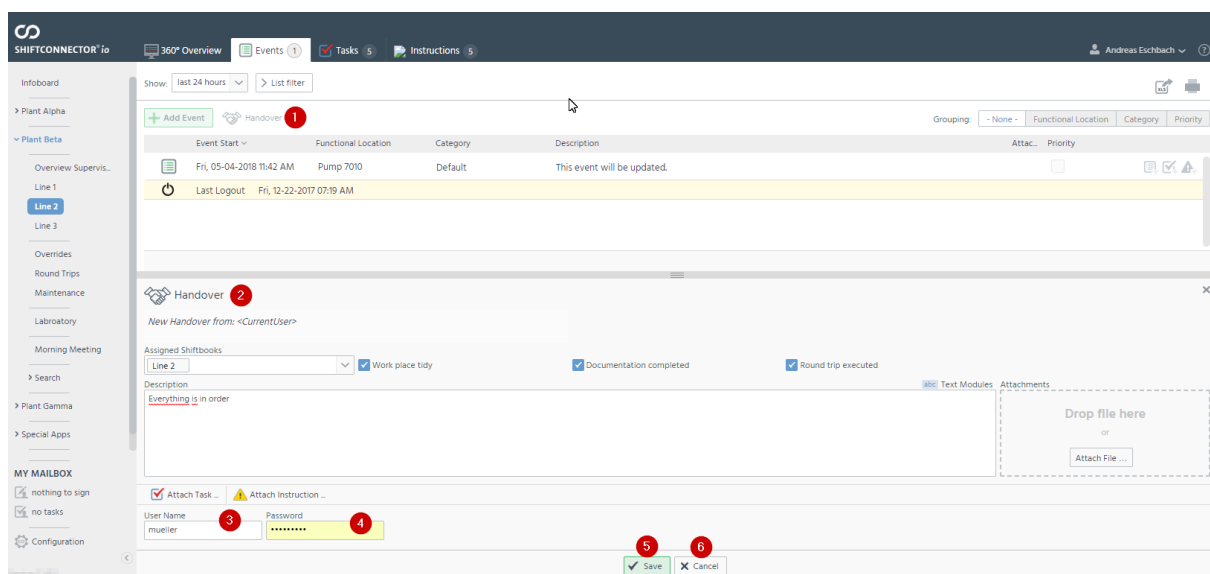 SHIFTCONNECTOR® io
360° Overview Events 1 Tasks 5 Instructions 5 Andreas Eschbach ?
Infoboard
Plant Alpha
Plant Beta
Overview Supervis..
Line 1
Line 2
Line 3
Overrides
Round Trips
Maintenance
Labroatory
Morning Meeting
Search
Plant Gamma
Special Apps
MY MAILBOX
nothing to sign
no tasks
Configuration
Show: last 24 hours List filter XLS
Add Event Handover 1 Grouping: - None - Functional Location Category Priority
Event Start Functional Location Category Description Attac... Priority
Fri, 05-04-2018 11:42 AM Pump 7010 Default This event will be updated.
Last Logout Fri, 12-22-2017 07:19 AM
Handover 2
New Handover from: <CurrentUser>
Assigned Shiftbooks
Line 2 Work place tidy Documentation completed Round trip executed
Description abc Text Modules Attachments
Everything is in order
Drop file here
or
Attach File ...
Attach Task ... Attach Instruction ...
User Name 3 Password 4
mueller •••••••••
5 6
Save Cancel